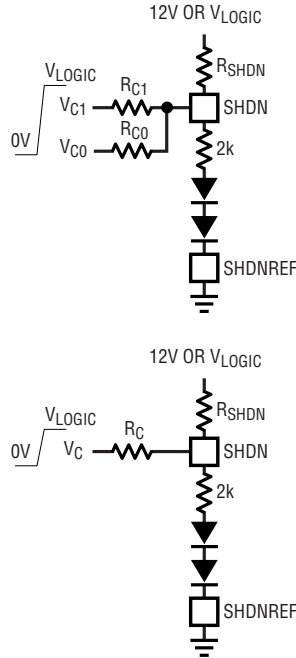 12V OR VLOGIC
RSHDN
VLOGIC
RC1
VC1
SHDN
RC0
0V
VC0
2k
SHDNREF
12V OR VLOGIC
RSHDN
VLOGIC
RC
0V
VC
SHDN
2k
SHDNREF